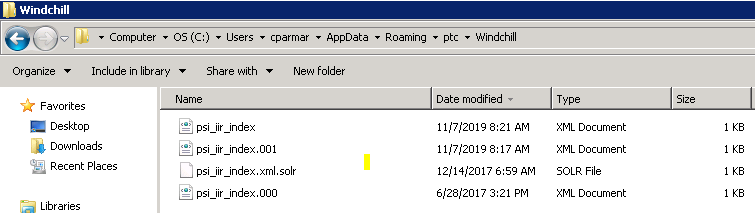 Windchill
Computer ▸ OS (C:) ▸ Users ▸ cparmar ▸ AppData ▸ Roaming ▸ ptc ▸ Windchill
Organize Include in library Share with New folder
Favorites
Desktop
Downloads
Recent Places
Libraries
Name Date modified Type Size
psi_iir_index 11/7/2019 8:21 AM XML Document 1 KB
psi_iir_index.001 11/7/2019 8:17 AM XML Document 1 KB
psi_iir_index.xml.solr 12/14/2017 6:59 AM SOLR File 1 KB
psi_iir_index.000 6/28/2017 3:21 PM XML Document 1 KB